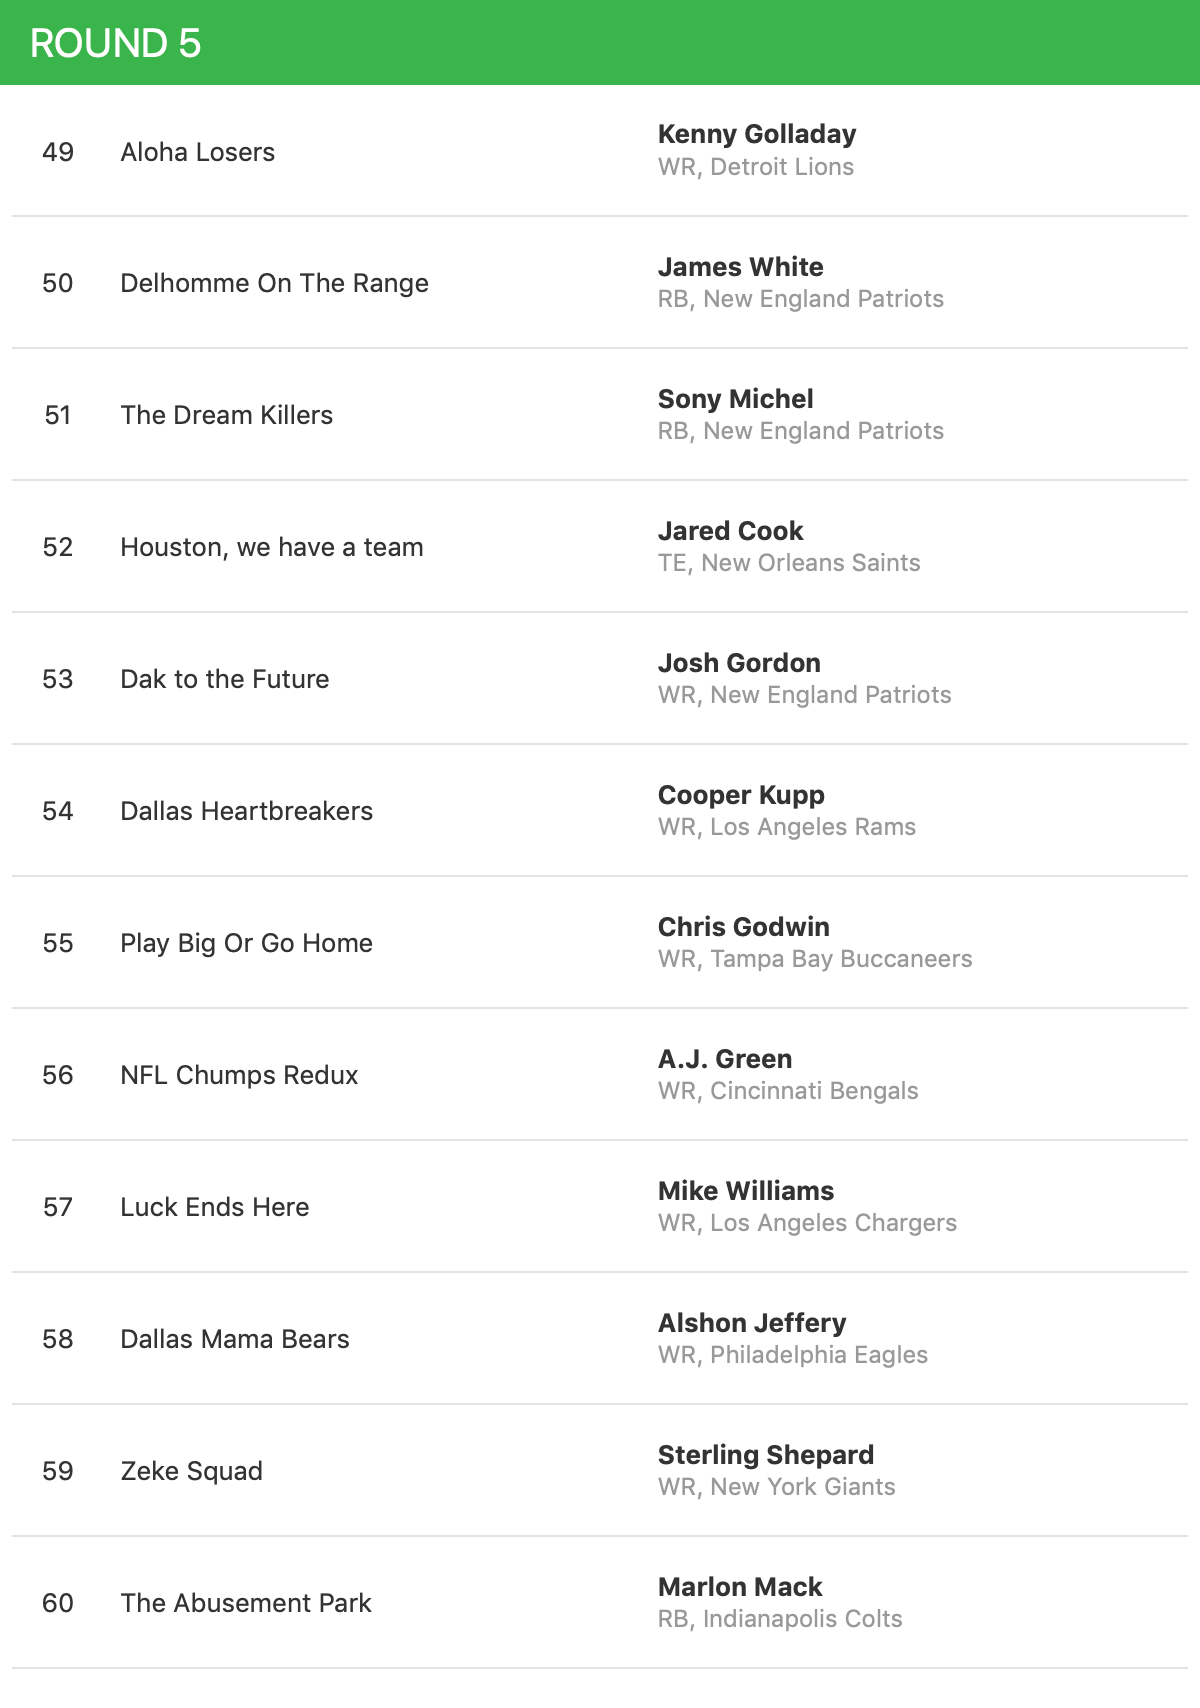 ROUND 5
49 Aloha Losers Kenny Golladay
WR, Detroit Lions
50 Delhomme On The Range James White
RB, New England Patriots
51 The Dream Killers Sony Michel
RB, New England Patriots
52 Houston, we have a team Jared Cook
TE, New Orleans Saints
53 Dak to the Future Josh Gordon
WR, New England Patriots
54 Dallas Heartbreakers Cooper Kupp
WR, Los Angeles Rams
55 Play Big Or Go Home Chris Godwin
WR, Tampa Bay Buccaneers
56 NFL Chumps Redux A.J. Green
WR, Cincinnati Bengals
57 Luck Ends Here Mike Williams
WR, Los Angeles Chargers
58 Dallas Mama Bears Alshon Jeffery
WR, Philadelphia Eagles
59 Zeke Squad Sterling Shepard
WR, New York Giants
60 The Abusement Park Marlon Mack
RB, Indianapolis Colts